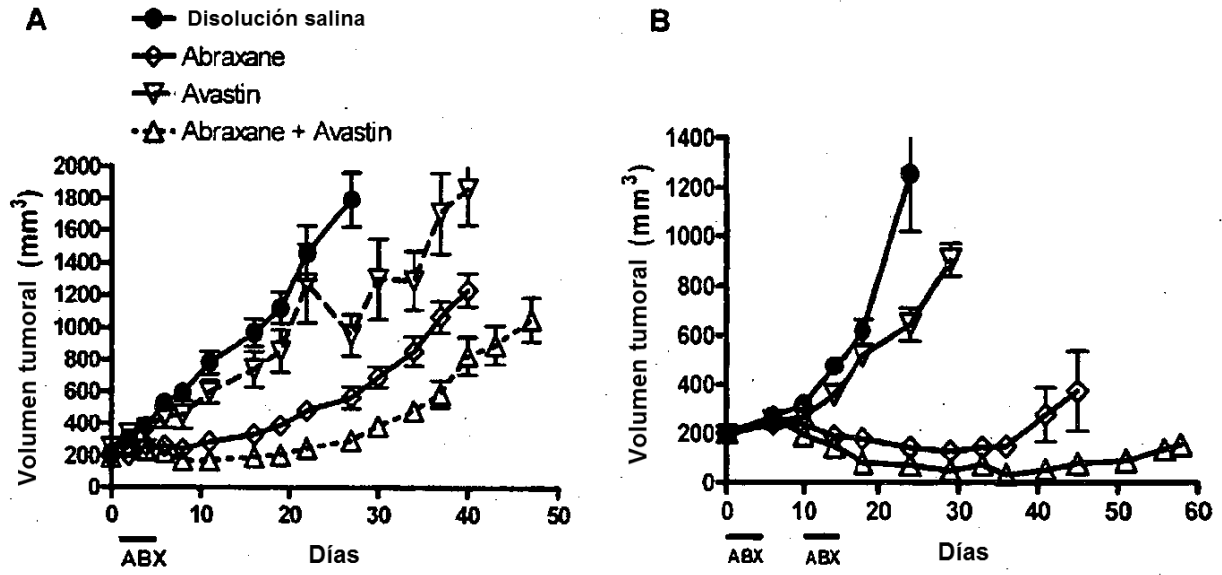 A
Disolución salina
Abraxane
Avastin
Abraxane + Avastin
Volumen tumoral (mm³)
2000
1800
1600
1400
1200
1000
800
600
400
200
0
0 10 20 30 40 50
ABX
Días
B
Volumen tumoral (mm³)
1400
1200
1000
800
600
400
200
0
0 10 20 30 40 50 60
ABX ABX
Días